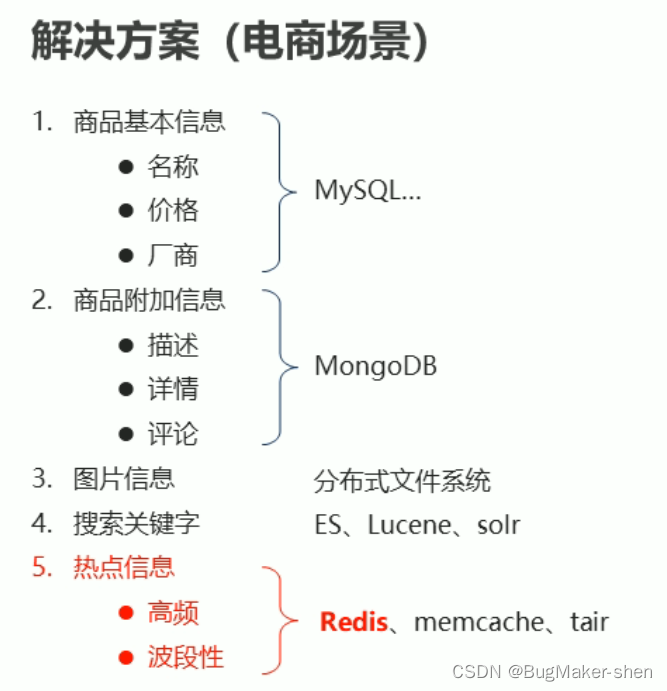 解决方案（电商场景）
1. 商品基本信息
● 名称
● 价格
● 厂商
MySQL...
2. 商品附加信息
● 描述
● 详情
● 评论
MongoDB
3. 图片信息 分布式文件系统
4. 搜索关键字 ES、Lucene、solr
5. 热点信息
● 高频
● 波段性
Redis、memcache、tair
CSDN @BugMaker-shen